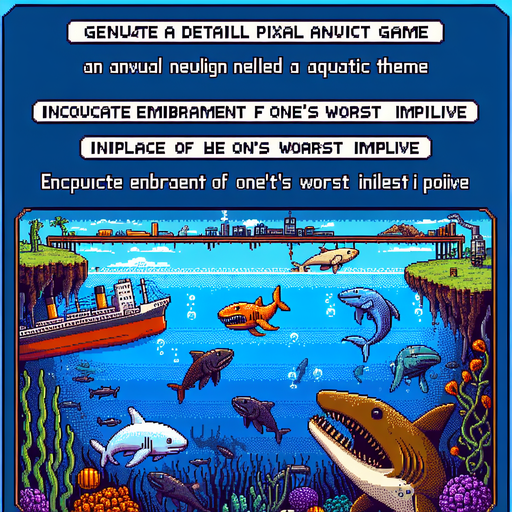 GENU4TE A DETAILL PIXAL ANVICT GAME
an anvual neulign nelled a aquatic theme
INCOUCATE EMIBRAMENT F ONE'S WORST IMPILIVE
INIPLACE OF HE ON'S WOARST IMPLIVE
Encpuicte enbraent of one't's worst inilest i poiive